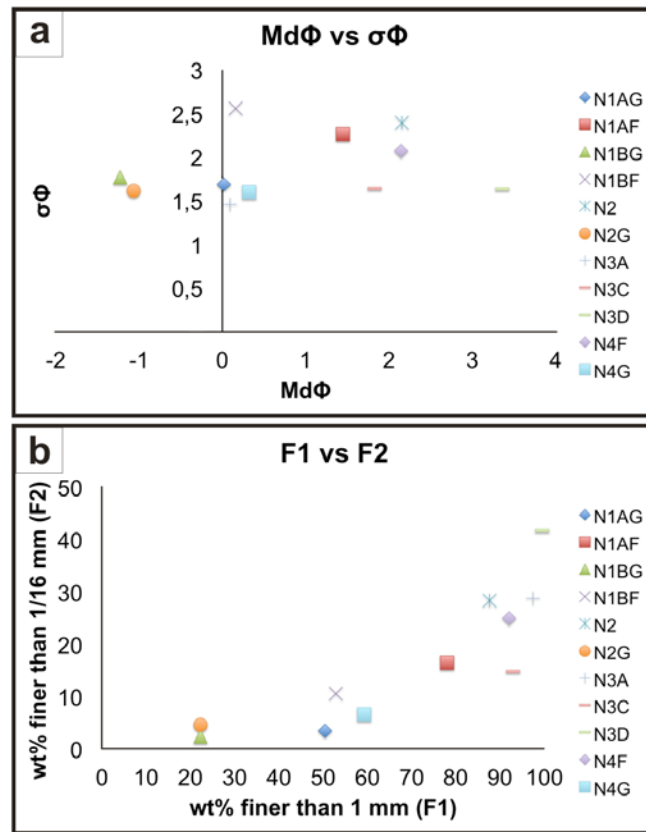 a
MdΦ vs σΦ
3
2,5
2
1,5
1
0,5
σΦ
-2 -1 0 1 2 3 4
MdΦ
N1AG
N1AF
N1BG
N1BF
N2
N2G
N3A
N3C
N3D
N4F
N4G
b
F1 vs F2
wt% finer than 1/16 mm (F2)
50
40
30
20
10
0
0 10 20 30 40 50 60 70 80 90 100
wt% finer than 1 mm (F1)
N1AG
N1AF
N1BG
N1BF
N2
N2G
N3A
N3C
N3D
N4F
N4G